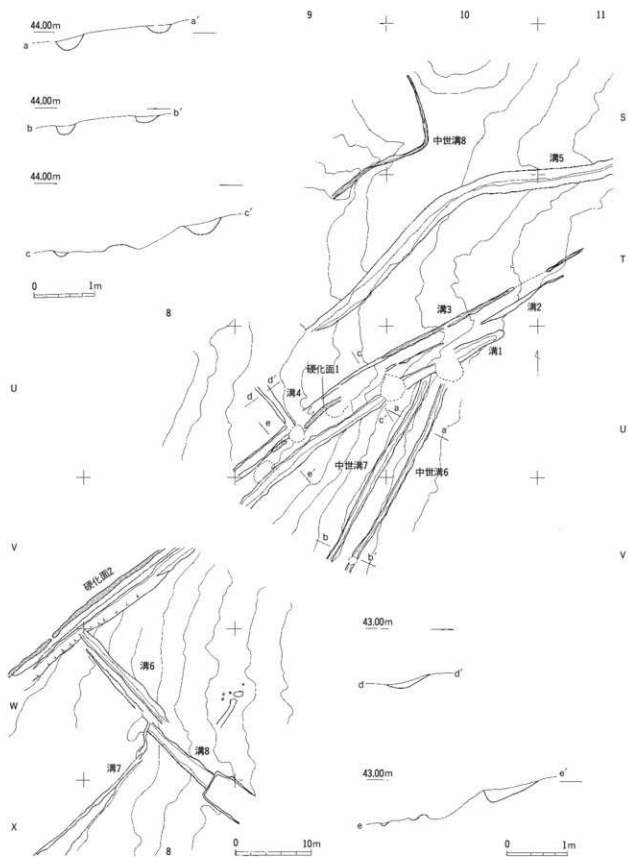 9
10
11
44.00m
a
a′
44.00m
b
b′
44.00m
c
c′
0
1m
S
中世溝8
溝5
T
溝3
溝2
溝1
8
U
d
d′
溝4
硬化面1
c
e
e′
c′
a
a′
U
中世溝7
中世溝6
b
b′
V
V
硬化面2
43.00m
d
d′
溝6
W
溝8
溝7
43.00m
e
e′
X
8
0
10m
0
1m